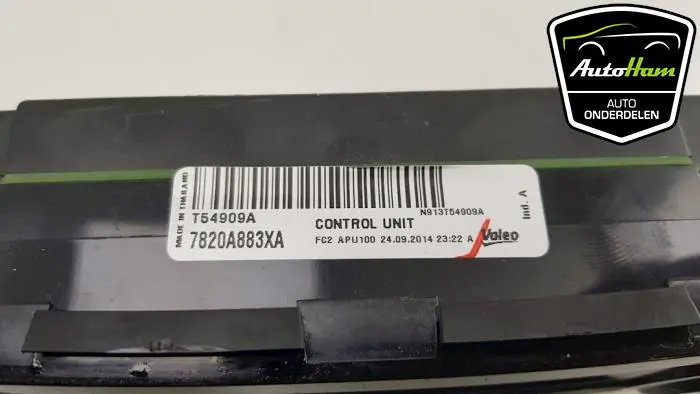 AutoHam
AUTO
ONDERDELEN
MADE IN THAILAND
T54909A
7820A883XA
CONTROL UNIT
N913T54909A
FC2 APU100 24.09.2014 23:22 A
Valeo
Ind. A